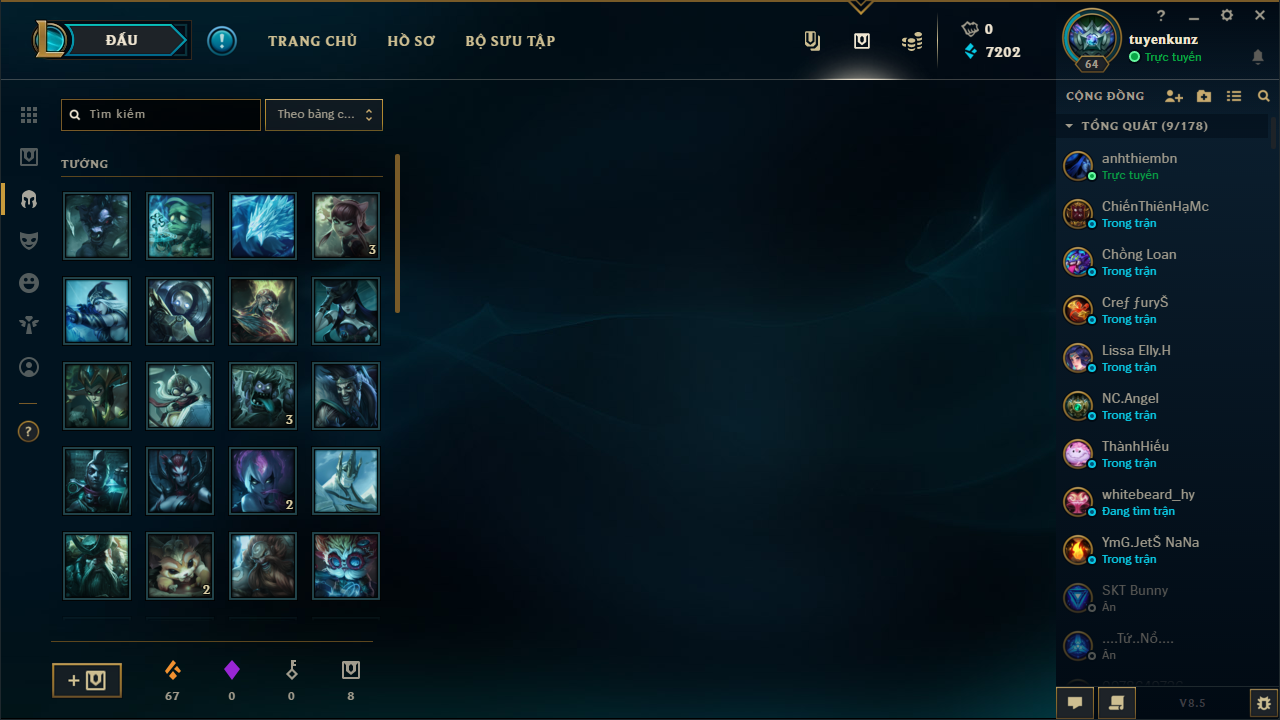 ĐẤU
TRANG CHỦ
HỒ SƠ
BỘ SƯU TẬP
0
7202
64
tuyenkunz
Trực tuyến
Tìm kiếm
Theo bảng c...
TƯỚNG
3
3
2
2
67
0
0
8
CỘNG ĐỒNG
TỔNG QUÁT (9/178)
anhthiembn
Trực tuyến
ChiếnThiênHạMc
Trong trận
Chồng Loan
Trong trận
Creƒ ƒuryŠ
Trong trận
Lissa Elly.H
Trong trận
NC.Angel
Trong trận
ThànhHiếu
Trong trận
whitebeard_hy
Đang tìm trận
YmG.JetŠ NaNa
Trong trận
SKT Bunny
Ẩn
....Tứ..Nổ....
Ẩn
V8.5